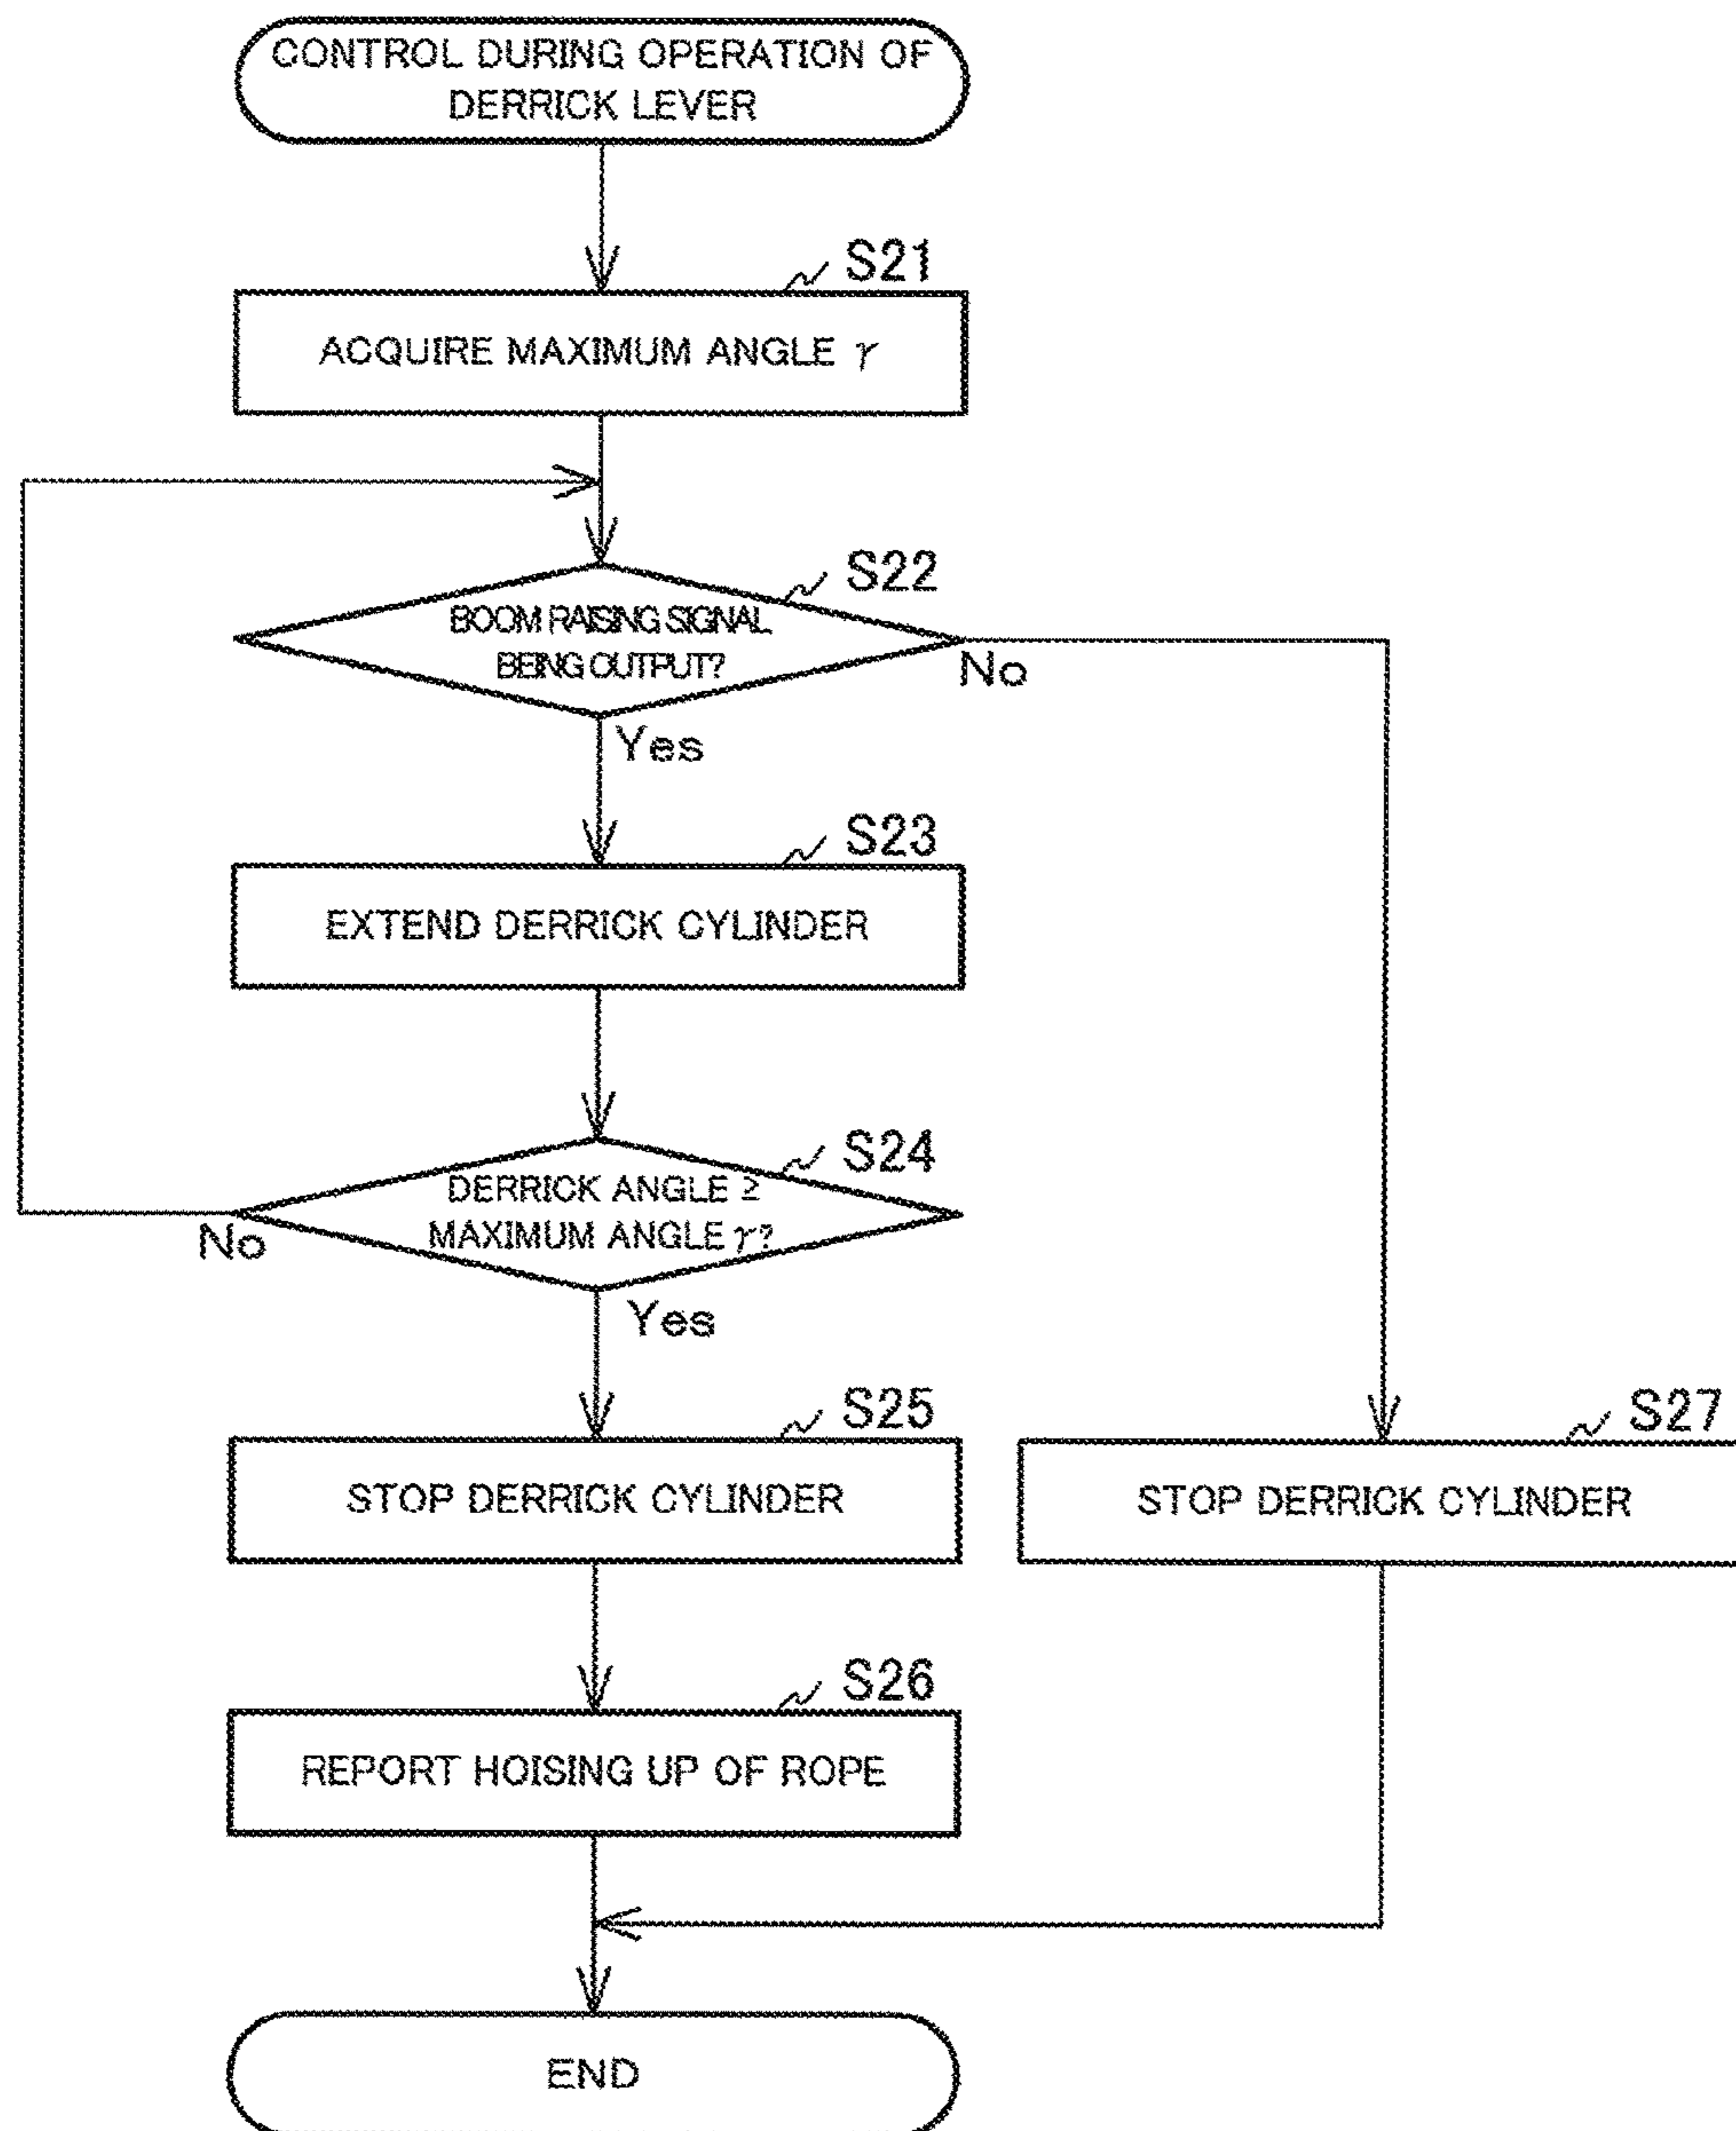 CONTROL DURING OPERATION OF
DERRICK LEVER
S21
ACQUIRE MAXIMUM ANGLE γ
S22
BOOM RAISING SIGNAL
BEING OUTPUT?
No
Yes
S23
EXTEND DERRICK CYLINDER
S24
DERRICK ANGLE ≥
MAXIMUM ANGLE γ?
No
Yes
S25
STOP DERRICK CYLINDER
S27
STOP DERRICK CYLINDER
S26
REPORT HOISING UP OF ROPE
END